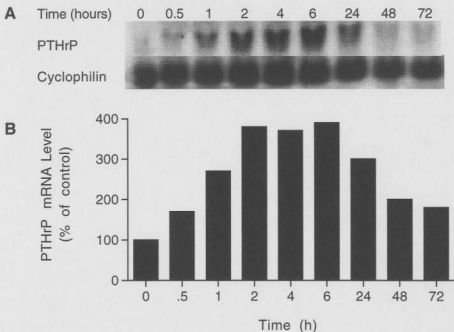 A Time (hours) 0 0.5 1 2 4 6 24 48 72
PTHrP
Cyclophilin
B
PTHrP mRNA Level
(% of control)
400
300
200
100
0
0 .5 1 2 4 6 24 48 72
Time (h)